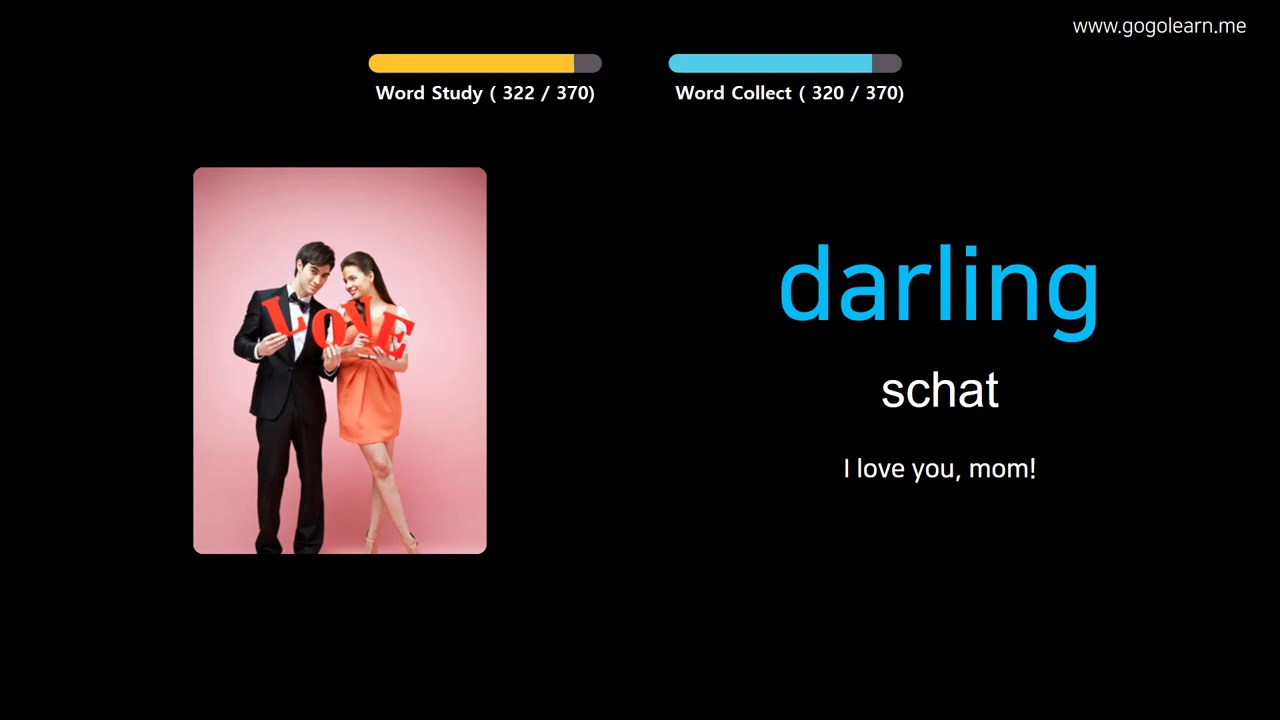 www.gogolearn.me
Word Study ( 322 / 370)
Word Collect ( 320 / 370)
LOVE
darling
schat
I love you, mom!